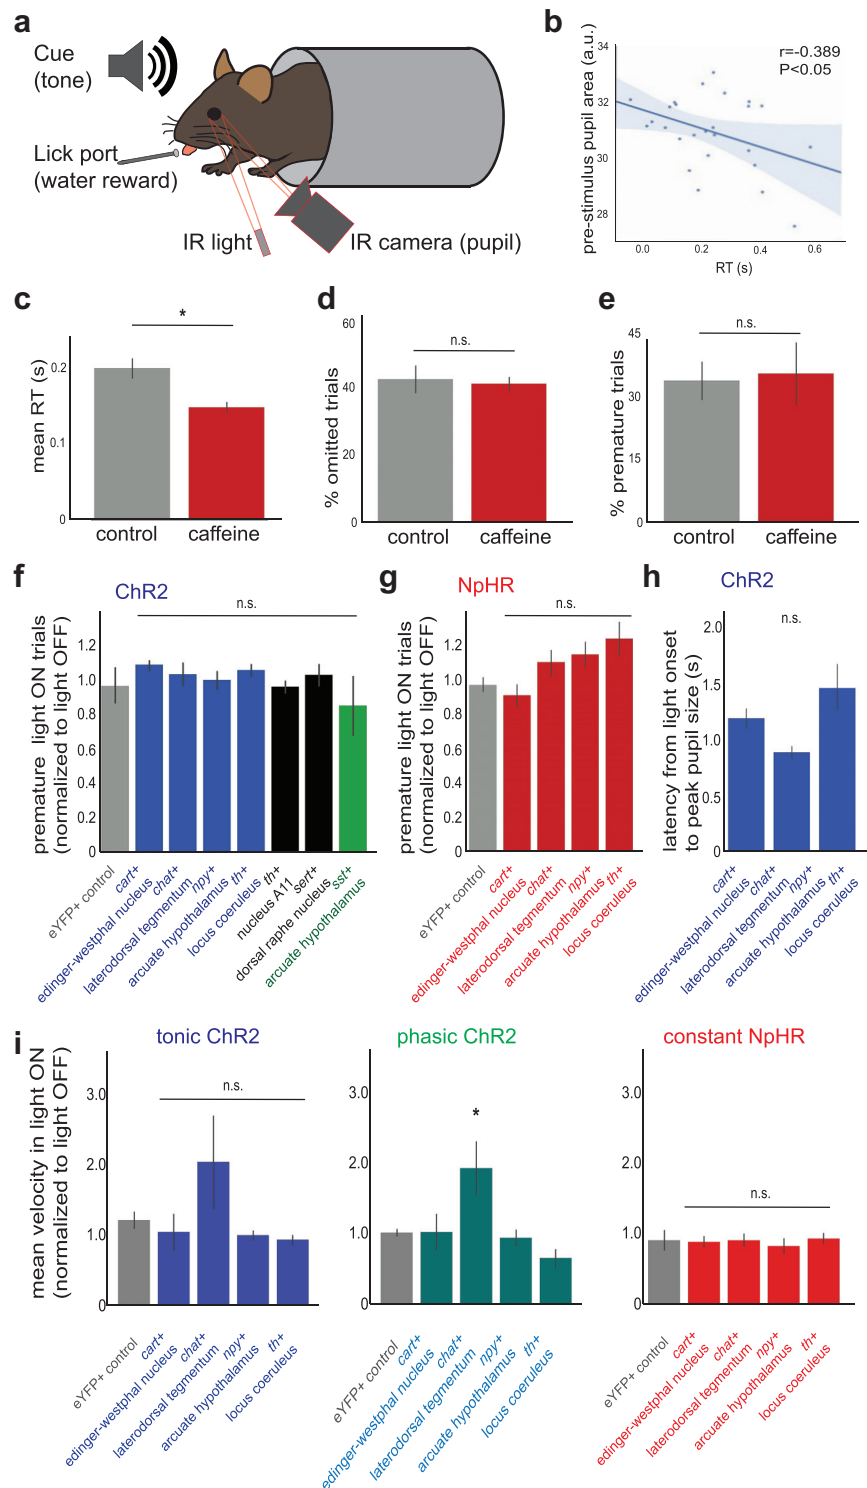 a
Cue
(tone)
Lick port
(water reward)
IR light
IR camera (pupil)
b
pre-stimulus pupil area (a.u.)
34
32
30
28
r=-0.389
P<0.05
0.0
0.2
0.4
0.6
RT (s)
c
*
mean RT (s)
0.2
0.1
0
control
caffeine
d
n.s.
% omitted trials
60
40
20
0
control
caffeine
e
n.s.
% premature trials
45
30
15
0
control
caffeine
f
ChR2
n.s.
premature light ON trials
(normalized to light OFF)
1.2
1.0
0.8
0.6
0.4
0.2
0
eYFP+ control
cart+
edinger-westphal nucleus
chat+
laterodorsal tegmentum
npy+
arcuate hypothalamus
th+
locus coeruleus
th+
nucleus A11
sert+
dorsal raphe nucleus
sst+
arcuate hypothalamus
g
NpHR
n.s.
premature light ON trials
(normalized to light OFF)
1.2
1.0
0.8
0.6
0.4
0.2
0
eYFP+ control
cart+
edinger-westphal nucleus
chat+
laterodorsal tegmentum
npy+
arcuate hypothalamus
th+
locus coeruleus
h
ChR2
n.s.
latency from light onset
to peak pupil size (s)
2.0
1.5
1.0
0.5
0
cart+
edinger-westphal nucleus
chat+
laterodorsal tegmentum
npy+
arcuate hypothalamus
th+
locus coeruleus
i
mean velocity in light ON
(normalized to light OFF)
tonic ChR2
n.s.
3.0
2.0
1.0
0
eYFP+ control
cart+
edinger-westphal nucleus
chat+
laterodorsal tegmentum
npy+
arcuate hypothalamus
th+
locus coeruleus
phasic ChR2
*
3.0
2.0
1.0
0
eYFP+ control
cart+
edinger-westphal nucleus
chat+
laterodorsal tegmentum
npy+
arcuate hypothalamus
th+
locus coeruleus
constant NpHR
n.s.
3.0
2.0
1.0
0
eYFP+ control
cart+
edinger-westphal nucleus
chat+
laterodorsal tegmentum
npy+
arcuate hypothalamus
th+
locus coeruleus